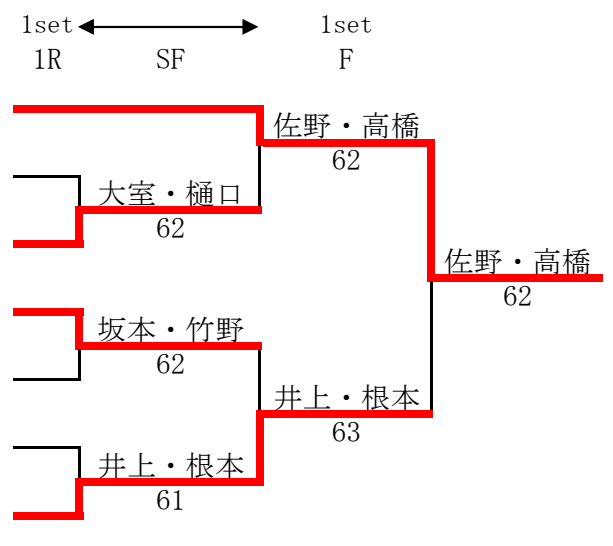 1set 1set
1R SF F
佐野・高橋
62
大室・樋口
62
佐野・高橋
62
坂本・竹野
62
井上・根本
63
井上・根本
61